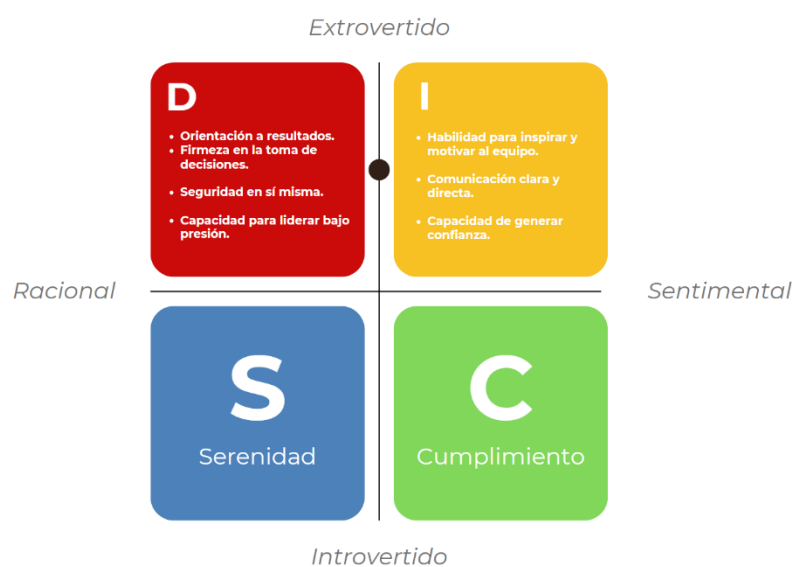 Extrovertido
D
• Orientación a resultados.
• Firmeza en la toma de
decisiones.
• Seguridad en sí misma.
• Capacidad para liderar bajo
presión.
I
• Habilidad para inspirar y
motivar al equipo.
• Comunicación clara y
directa.
• Capacidad de generar
confianza.
Racional
Sentimental
S
Serenidad
C
Cumplimiento
Introvertido